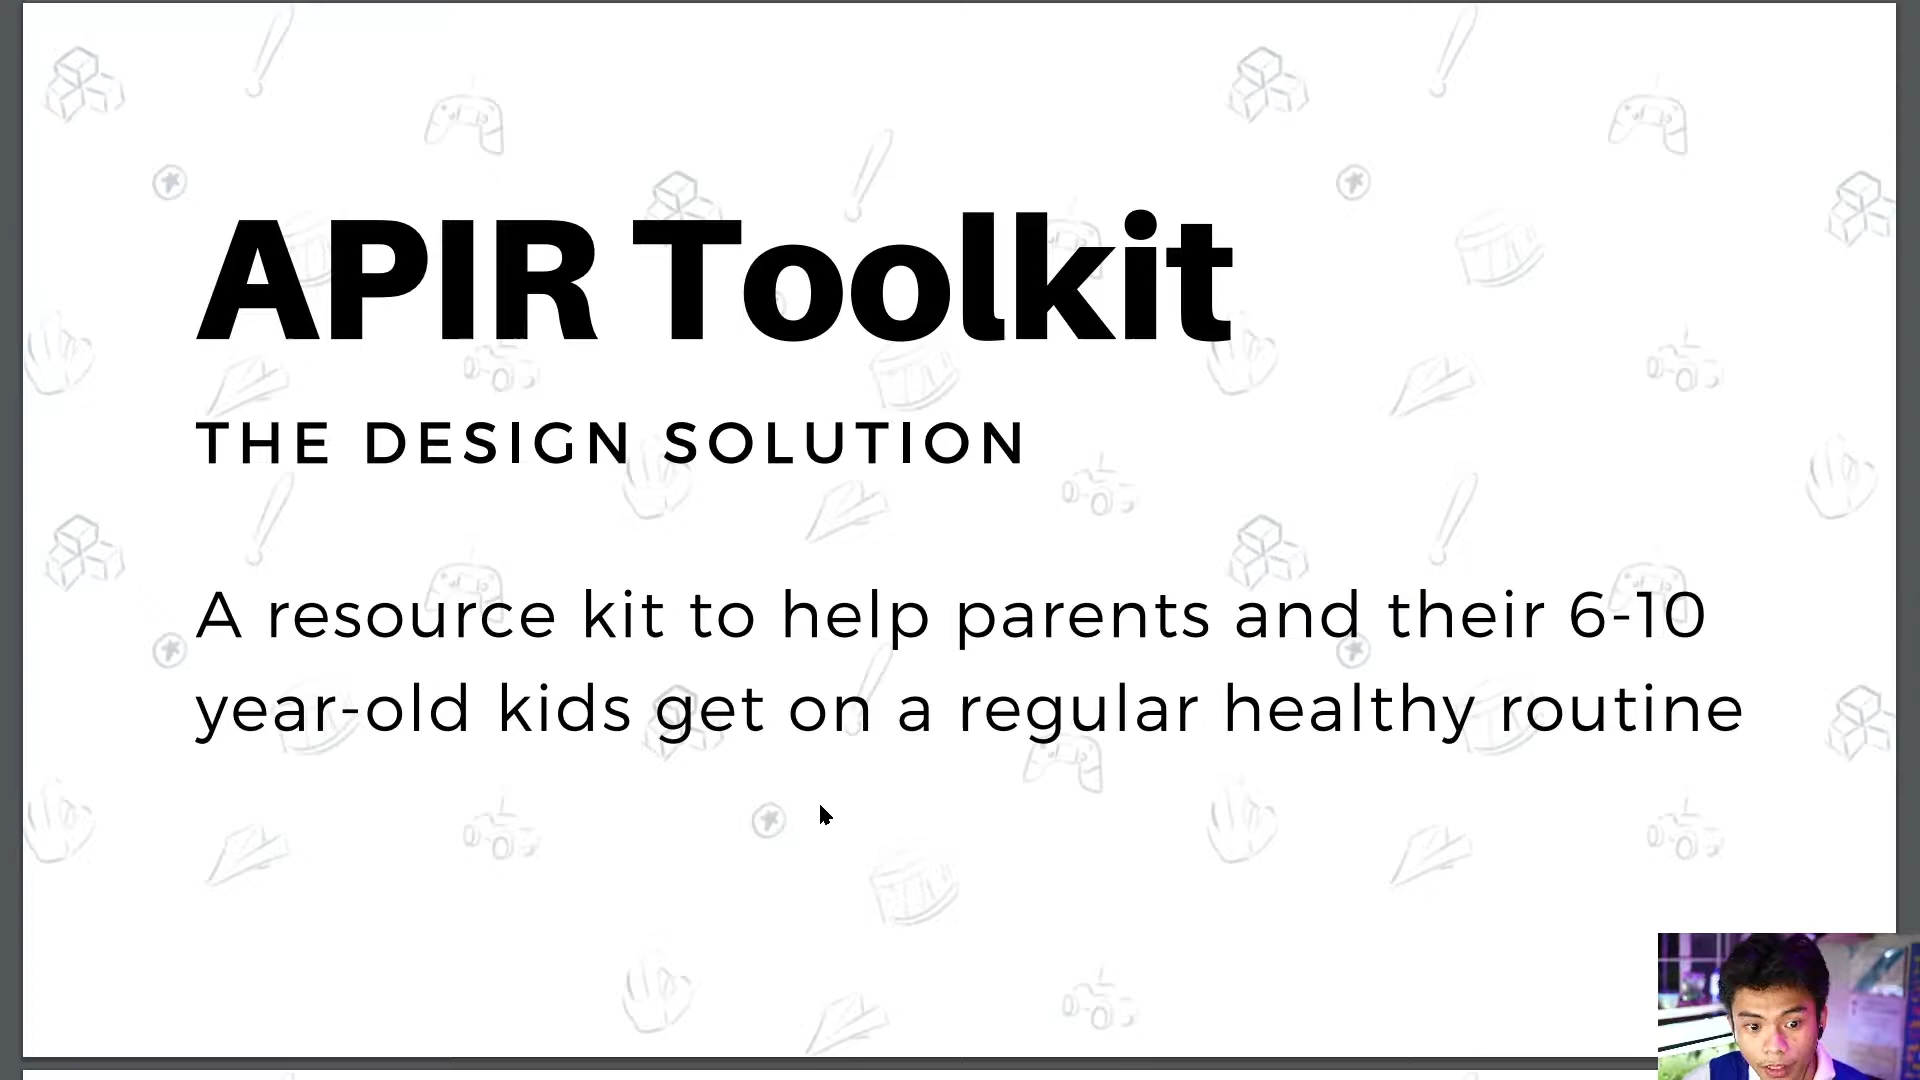 APIR Toolkit
THE DESIGN SOLUTION
A resource kit to help parents and their 6-10
year-old kids get on a regular healthy routine